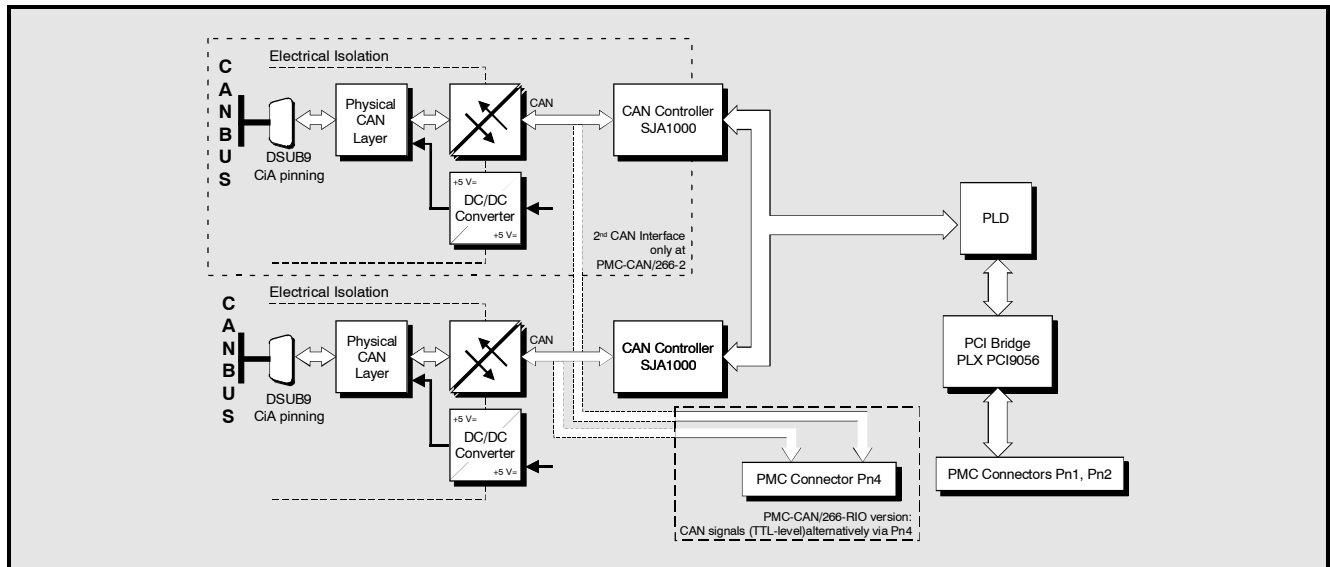 Electrical Isolation
CANBUS
DSUB9
CiA pinning
Physical
CAN
Layer
CAN
+5 V=
DC/DC
Converter
+5 V=
CAN Controller
SJA1000
2nd CAN Interface
only at
PMC-CAN/266-2
PLD
Electrical Isolation
CANBUS
DSUB9
CiA pinning
Physical
CAN
Layer
CAN
+5 V=
DC/DC
Converter
+5 V=
CAN Controller
SJA1000
PCI Bridge
PLX PCI9056
PMC Connector Pn4
PMC Connectors Pn1, Pn2
PMC-CAN/266-RIO version:
CAN signals (TTL-level)alternatively via Pn4